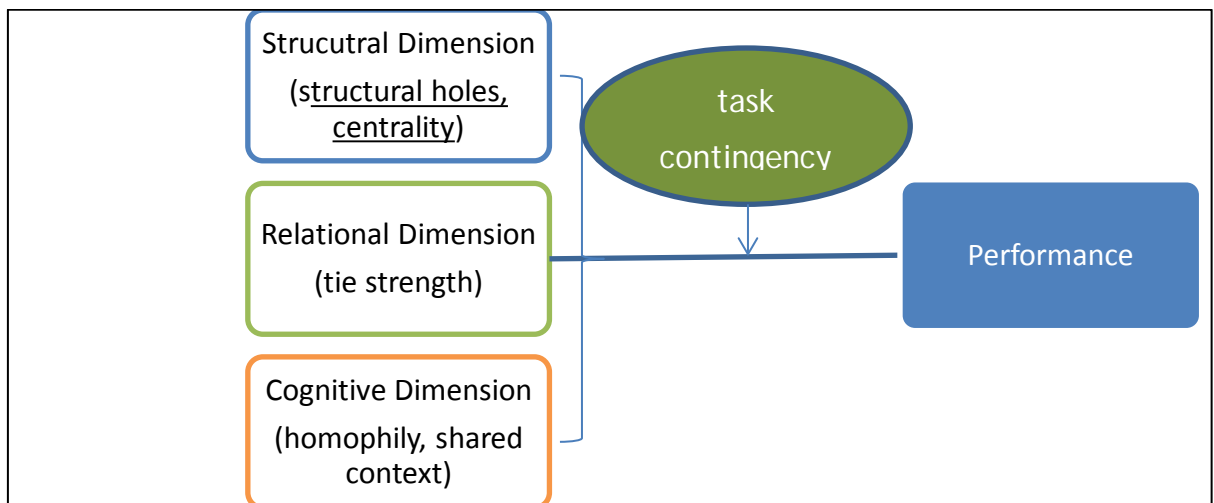 Strucutral Dimension
(structural holes,
centrality)
task
contingency
Relational Dimension
(tie strength)
Performance
Cognitive Dimension
(homophily, shared
context)